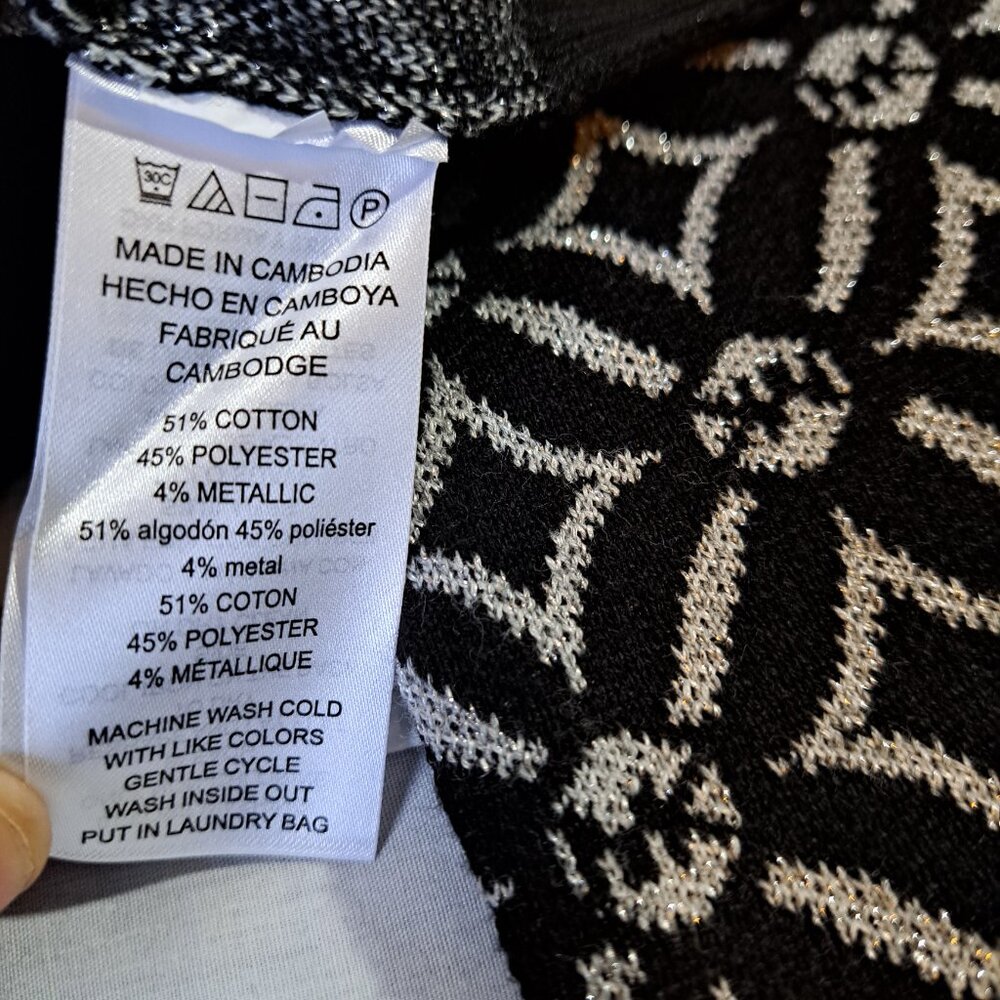 30C P
MADE IN CAMBODIA
HECHO EN CAMBOYA
FABRIQUÉ AU
CAMBODGE
51% COTTON
45% POLYESTER
4% METALLIC
51% algodón 45% poliéster
4% metal
51% COTON
45% POLYESTER
4% MÉTALLIQUE
MACHINE WASH COLD
WITH LIKE COLORS
GENTLE CYCLE
WASH INSIDE OUT
PUT IN LAUNDRY BAG